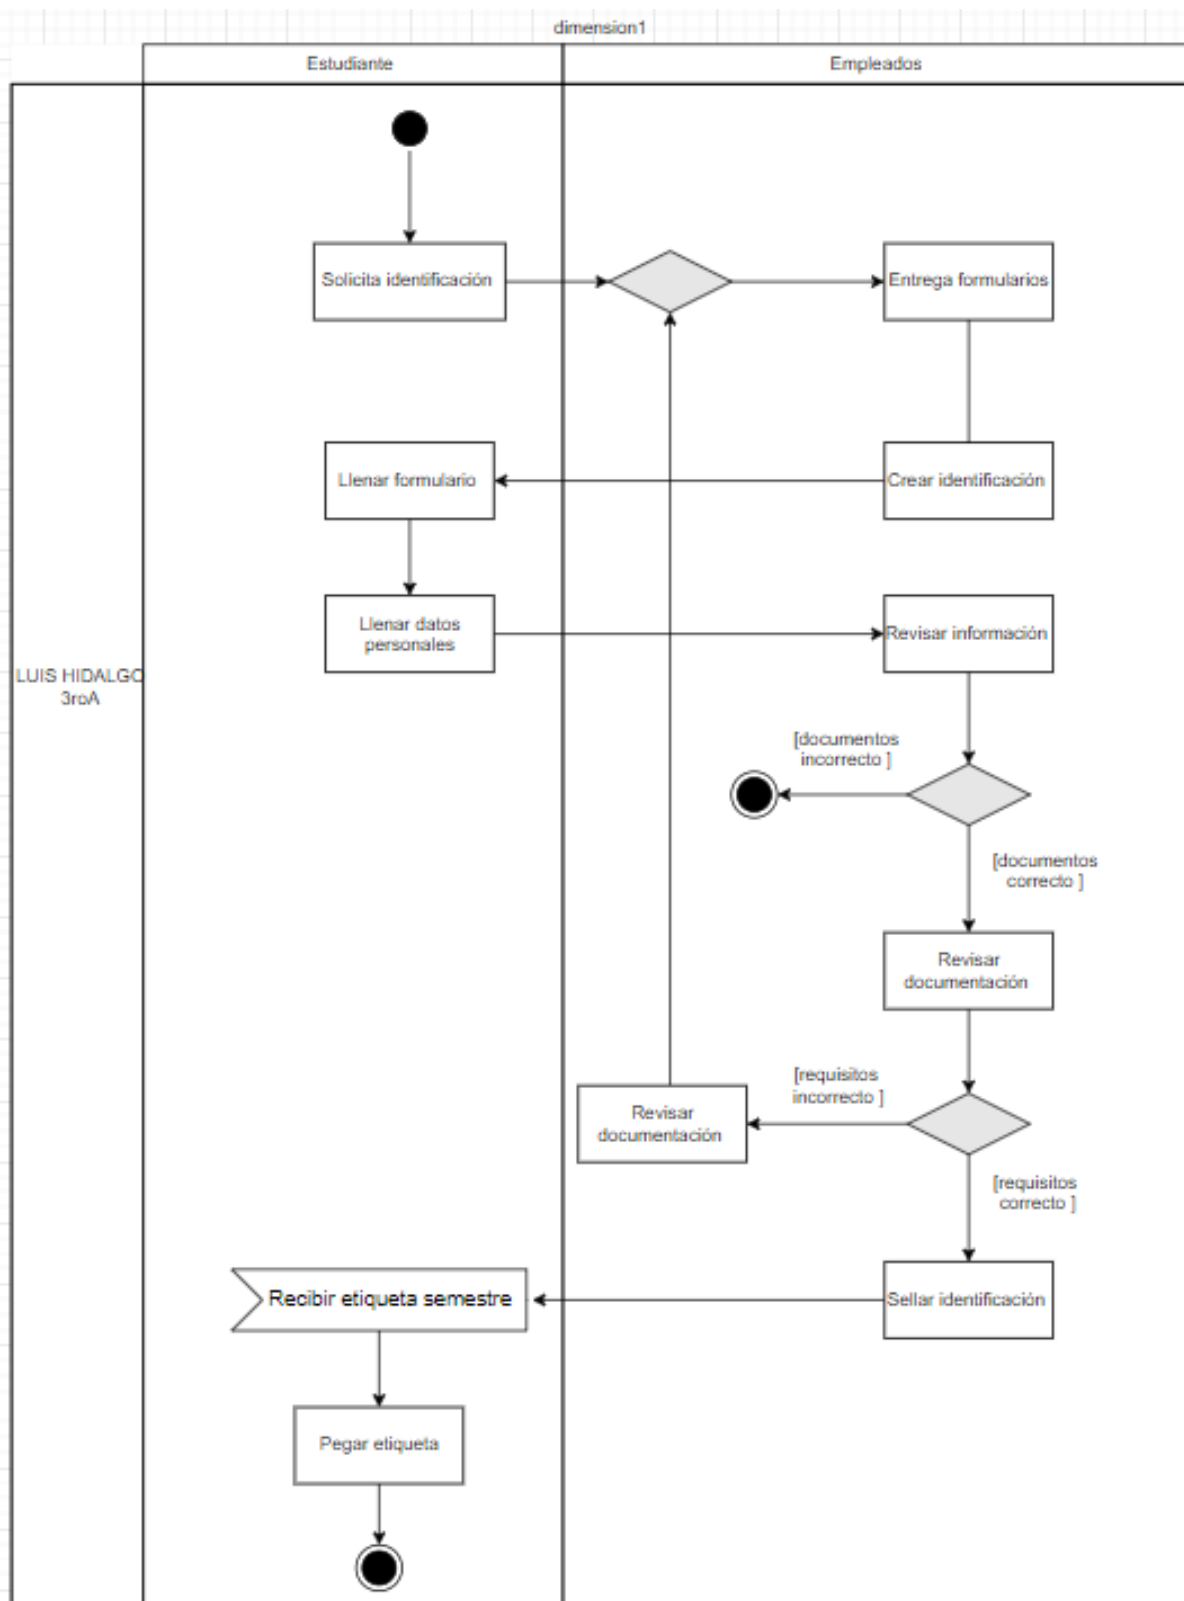 dimension1
Estudiante
Empleados
Solicita identificación
Entrega formularios
Llenar formulario
Crear identificación
Llenar datos
personales
Revisar información
LUIS HIDALGO
3roA
[documentos
incorrecto ]
[documentos
correcto ]
Revisar
documentación
[requisitos
incorrecto ]
Revisar
documentación
[requisitos
correcto ]
Recibir etiqueta semestre
Sellar identificación
Pegar etiqueta